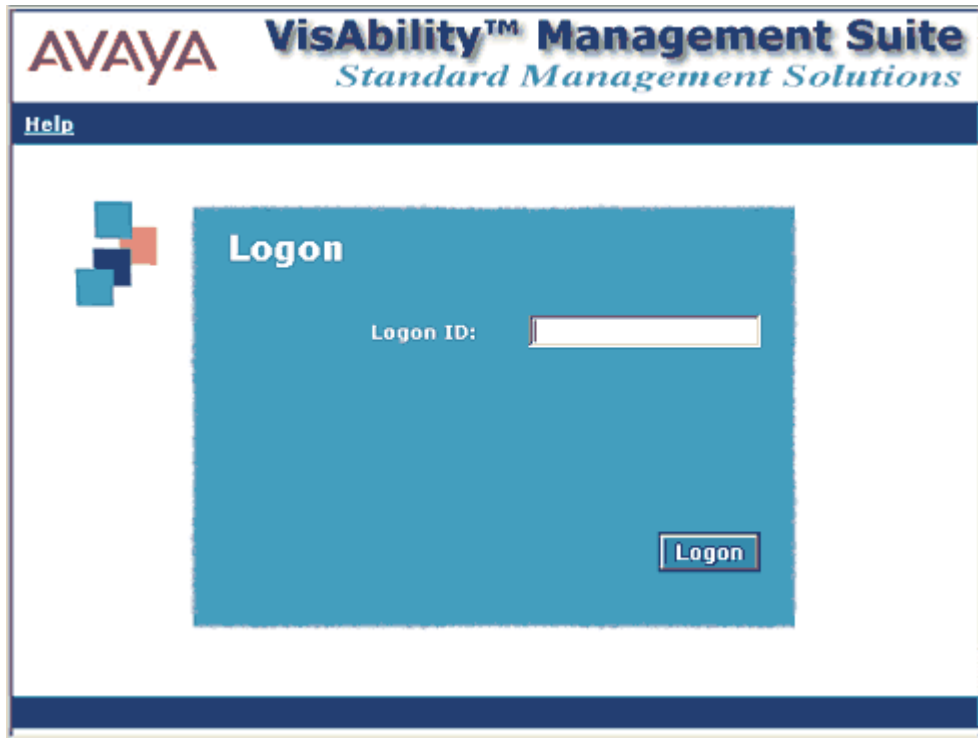 AVAYA
VisAbility™ Management Suite
Standard Management Solutions
Help
Logon
Logon ID:
Logon